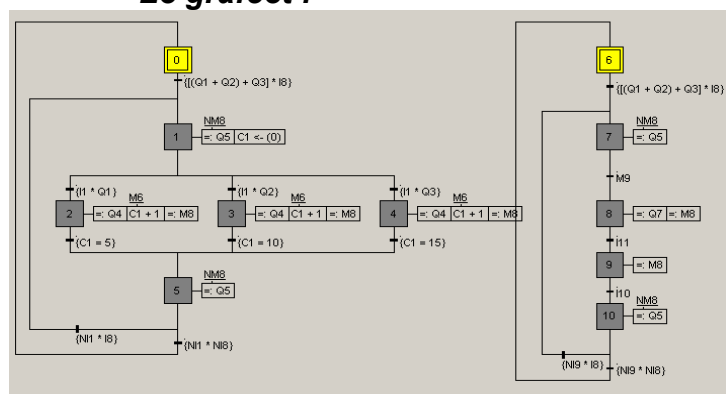 Le grafcet :
0
{[(Q1 + Q2) + Q3] * I8}
NM8
1
=: Q5 C1 <- (0)
{I1 * Q1}
{I1 * Q2}
{I1 * Q3}
M6
M6
M6
2
=: Q4 C1 + 1 =: M8
3
=: Q4 C1 + 1 =: M8
4
=: Q4 C1 + 1 =: M8
{C1 = 5}
{C1 = 10}
{C1 = 15}
NM8
5
=: Q5
{NI1 * I8}
{NI1 * NI8}
6
{[(Q1 + Q2) + Q3] * I8}
NM8
7
=: Q5
M9
8
=: Q7 =: M8
i11
9
=: M8
i10
NM8
10
=: Q5
{NI9 * I8}
{NI9 * NI8}